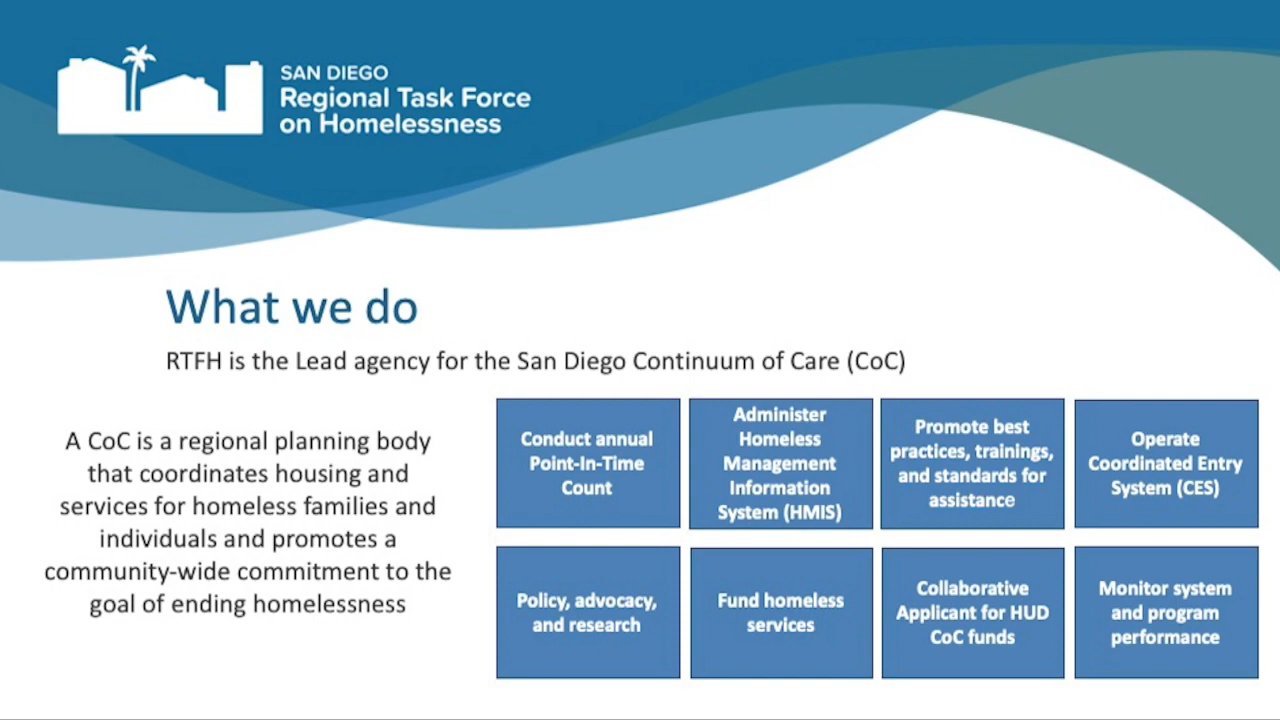 SAN DIEGO
Regional Task Force
on Homelessness
What we do
RTFH is the Lead agency for the San Diego Continuum of Care (CoC)
A CoC is a regional planning body
that coordinates housing and
services for homeless families and
individuals and promotes a
community-wide commitment to the
goal of ending homelessness
Conduct annual
Point-In-Time
Count
Administer
Homeless
Management
Information
System (HMIS)
Promote best
practices, trainings,
and standards for
assistance
Operate
Coordinated Entry
System (CES)
Policy, advocacy,
and research
Fund homeless
services
Collaborative
Applicant for HUD
CoC funds
Monitor system
and program
performance